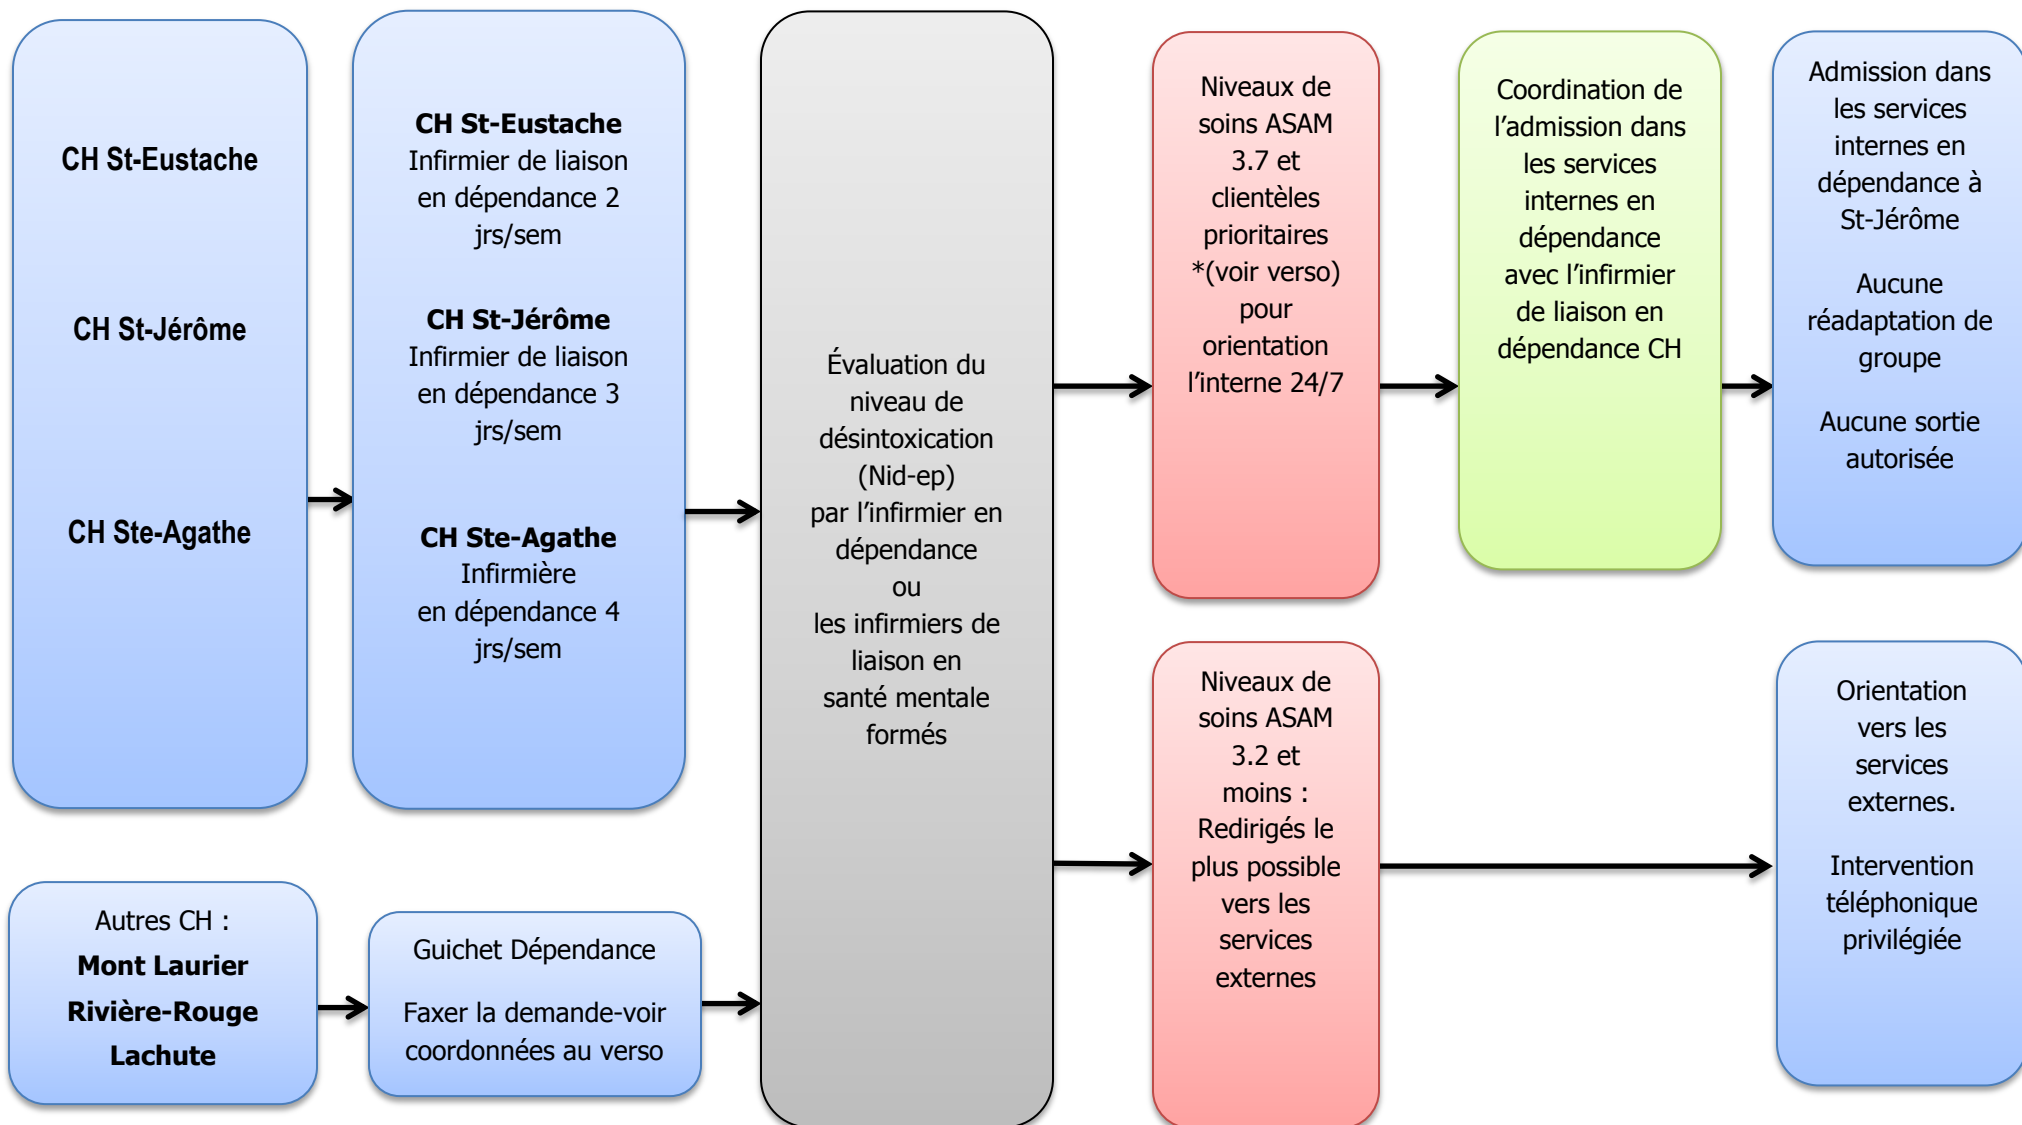 CH St-Eustache
CH St-Jérôme
CH Ste-Agathe
CH St-Eustache
Infirmier de liaison
en dépendance 2
jrs/sem
CH St-Jérôme
Infirmier de liaison
en dépendance 3
jrs/sem
CH Ste-Agathe
Infirmière
en dépendance 4
jrs/sem
Autres CH :
Mont Laurier
Rivière-Rouge
Lachute
Guichet Dépendance
Faxer la demande-voir
coordonnées au verso
Évaluation du
niveau de
désintoxication
(Nid-ep)
par l’infirmier en
dépendance
ou
les infirmiers de
liaison en
santé mentale
formés
Niveaux de
soins ASAM
3.7 et
clientèles
prioritaires
*(voir verso)
pour
orientation
l’interne 24/7
Coordination de
l’admission dans
les services
internes en
dépendance
avec l’infirmier
de liaison en
dépendance CH
Admission dans
les services
internes en
dépendance à
St-Jérôme
Aucune
réadaptation de
groupe
Aucune sortie
autorisée
Niveaux de
soins ASAM
3.2 et
moins :
Redirigés le
plus possible
vers les
services
externes
Orientation
vers les
services
externes.
Intervention
téléphonique
privilégiée